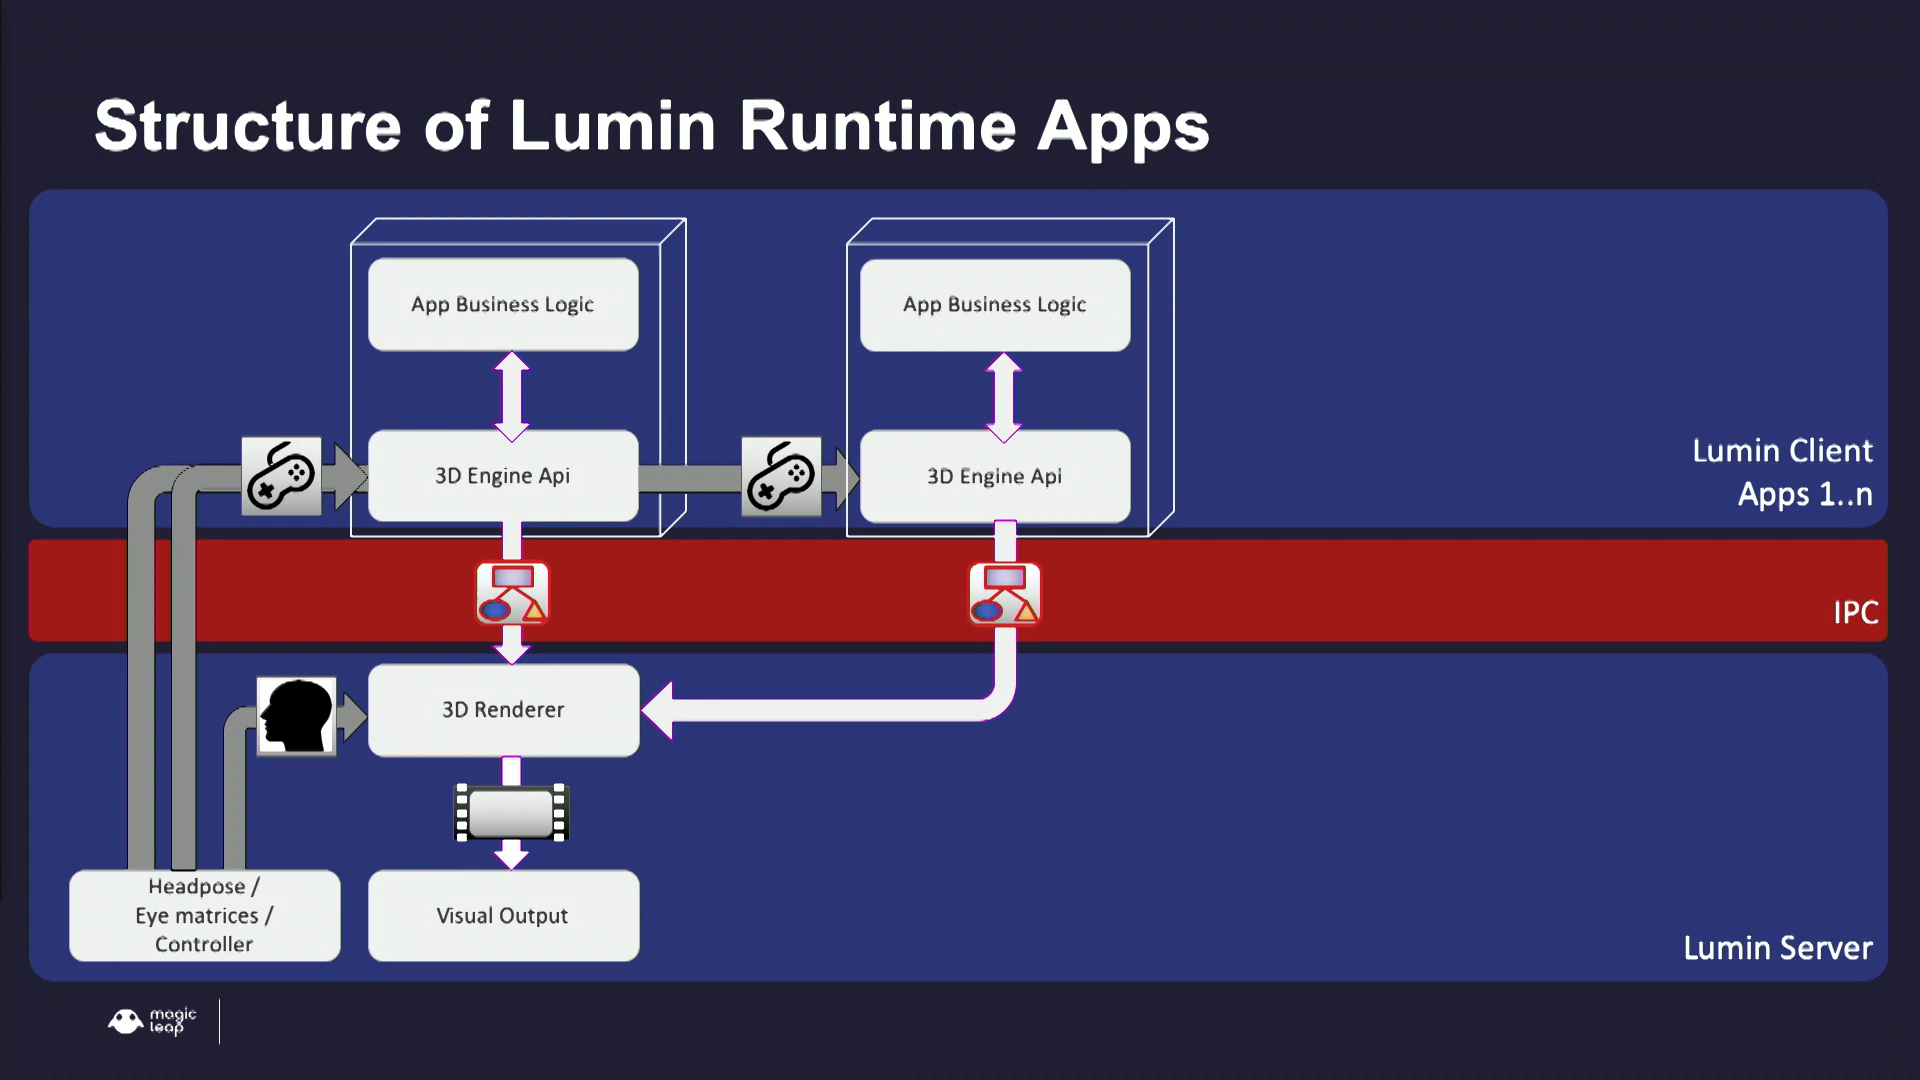 Structure of Lumin Runtime Apps
App Business Logic
App Business Logic
3D Engine Api
3D Engine Api
Lumin Client
Apps 1..n
IPC
3D Renderer
Headpose /
Eye matrices /
Controller
Visual Output
Lumin Server
magic
leap